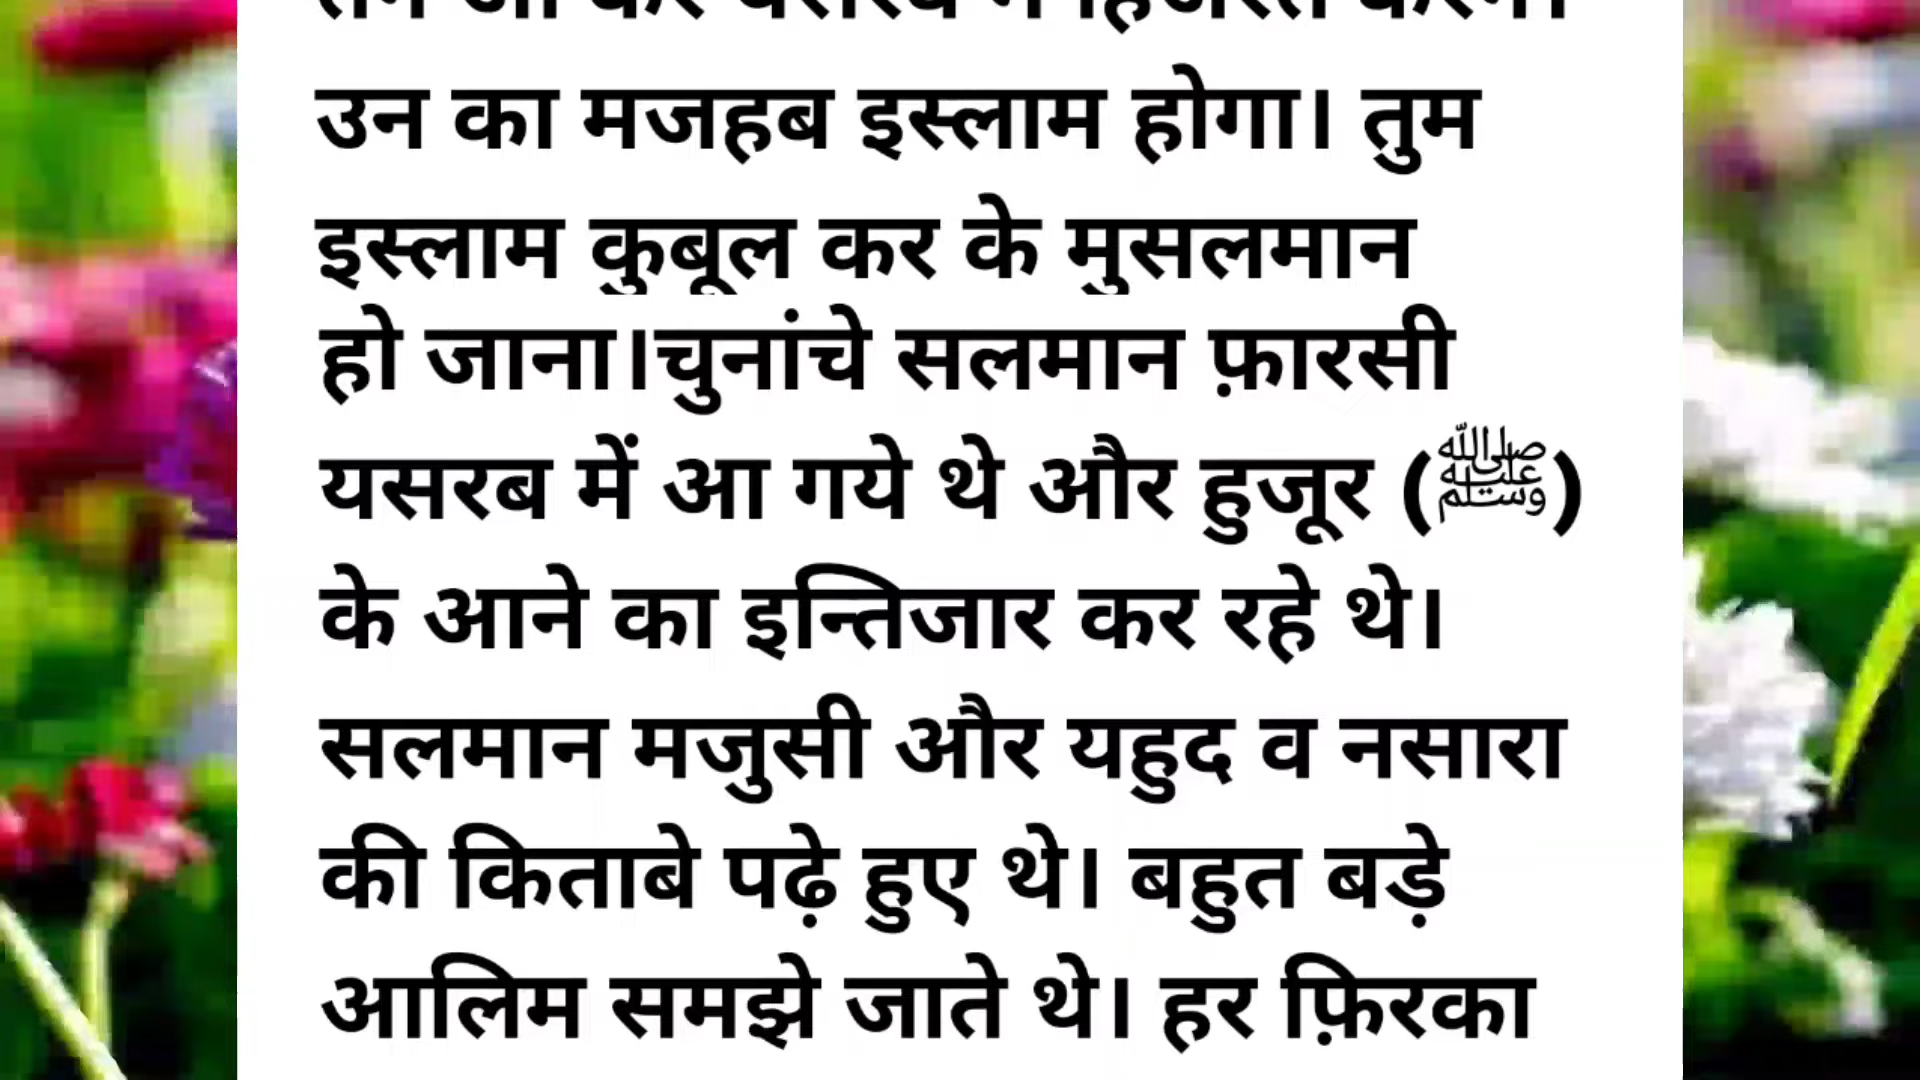 उन का मजहब इस्लाम होगा। तुम
इस्लाम कुबूल कर के मुसलमान
हो जाना।चुनांचे सलमान फ़ारसी
यसरब में आ गये थे और हुजूर (ﷺ)
के आने का इन्तिजार कर रहे थे।
सलमान मजुसी और यहुद व नसारा
की किताबे पढ़े हुए थे। बहुत बड़े
आलिम समझे जाते थे। हर फ़िरका